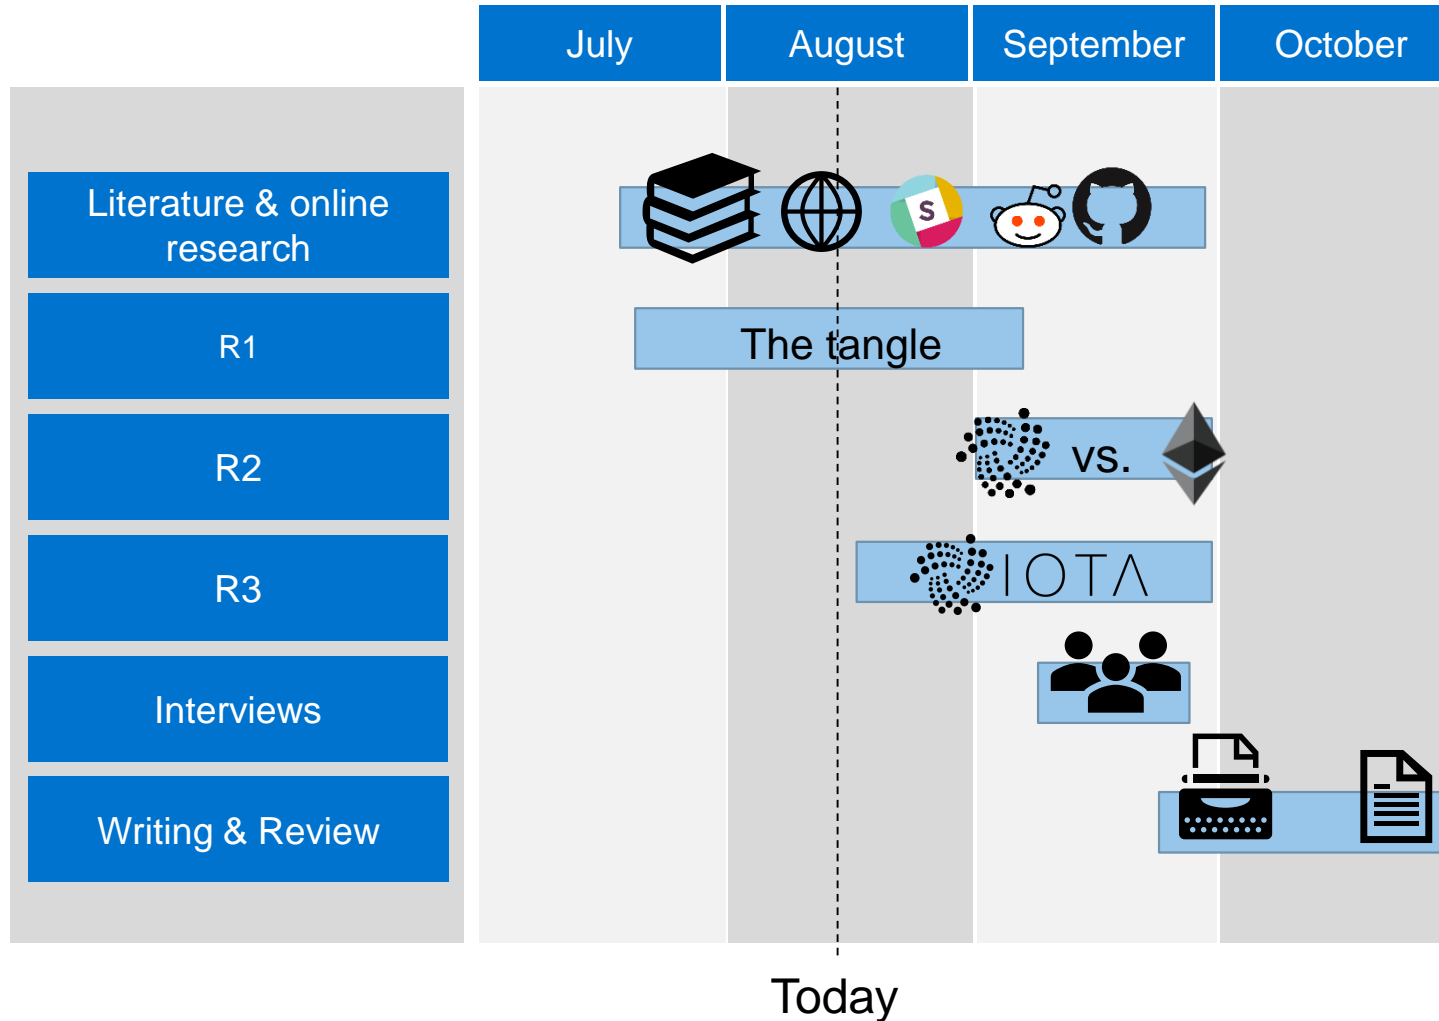 July August September October
Literature & online
research
S
R1
The tangle
R2
vs.
R3
IOTA
Interviews
Writing & Review
Today